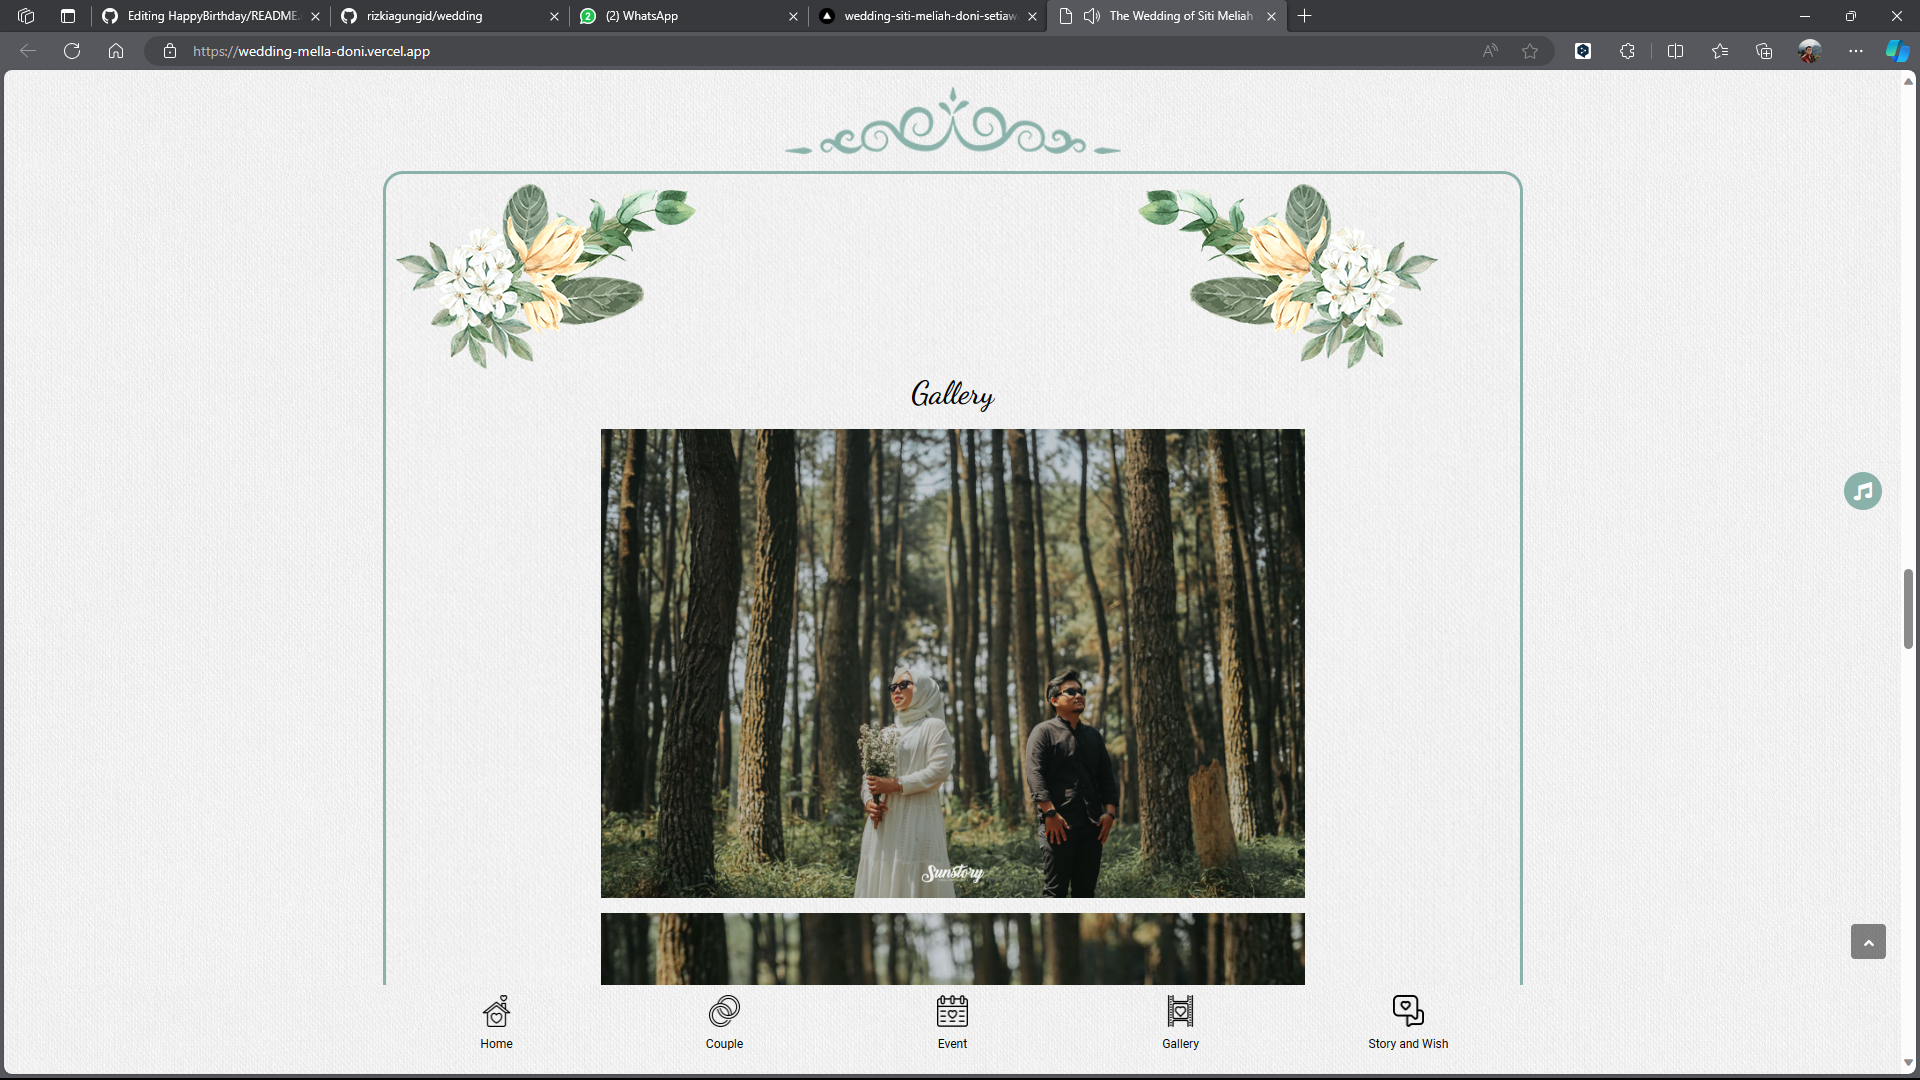 Editing HappyBirthday/README.
rizkiagungid/wedding
2
(2) WhatsApp
wedding-siti-meliah-doni-setiaw
The Wedding of Siti Meliah
https://wedding-mella-doni.vercel.app
Gallery
Sunstory
Home
Couple
Event
Gallery
Story and Wish